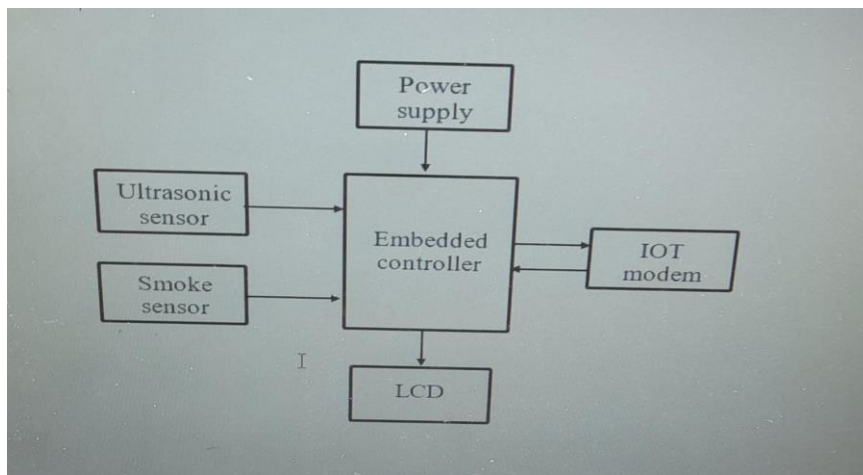 Power
supply
Ultrasonic
sensor
Embedded
controller
IOT
modem
Smoke
sensor
LCD